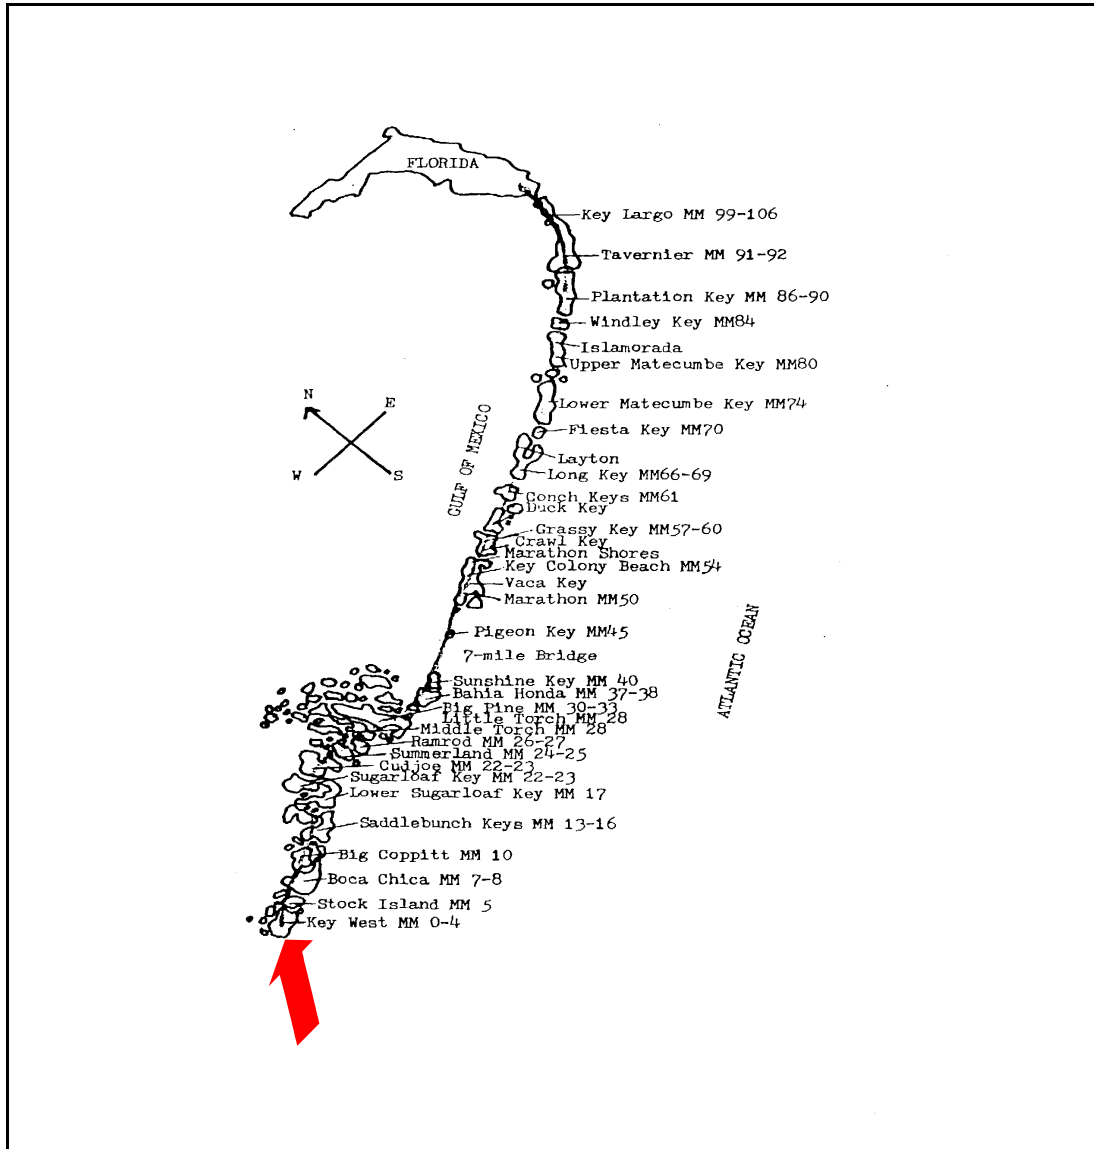 FLORIDA
Key Largo MM 99-106
Tavernier MM 91-92
Plantation Key MM 86-90
Windley Key MM84
Islamorada
Upper Matecumbe Key MM80
Lower Matecumbe Key MM74
N
E
W
S
GULF OF MEXICO
Fiesta Key MM70
Layton
Long Key MM66-69
Conch Keys MM61
Duck Key
Grassy Key MM57-60
Crawl Key
Marathon Shores
Key Colony Beach MM54
Vaca Key
Marathon MM50
ATLANTIC OCEAN
Pigeon Key MM45
7-mile Bridge
Sunshine Key MM 40
Bahia Honda MM 37-38
Big Pine MM 30-33
Little Torch MM 28
Middle Torch MM 28
Ramrod MM 26-27
Summerland MM 24-25
Cudjoe MM 22-23
Sugarloaf Key MM 22-23
Lower Sugarloaf Key MM 17
Saddlebunch Keys MM 13-16
Big Coppitt MM 10
Boca Chica MM 7-8
Stock Island MM 5
Key West MM 0-4